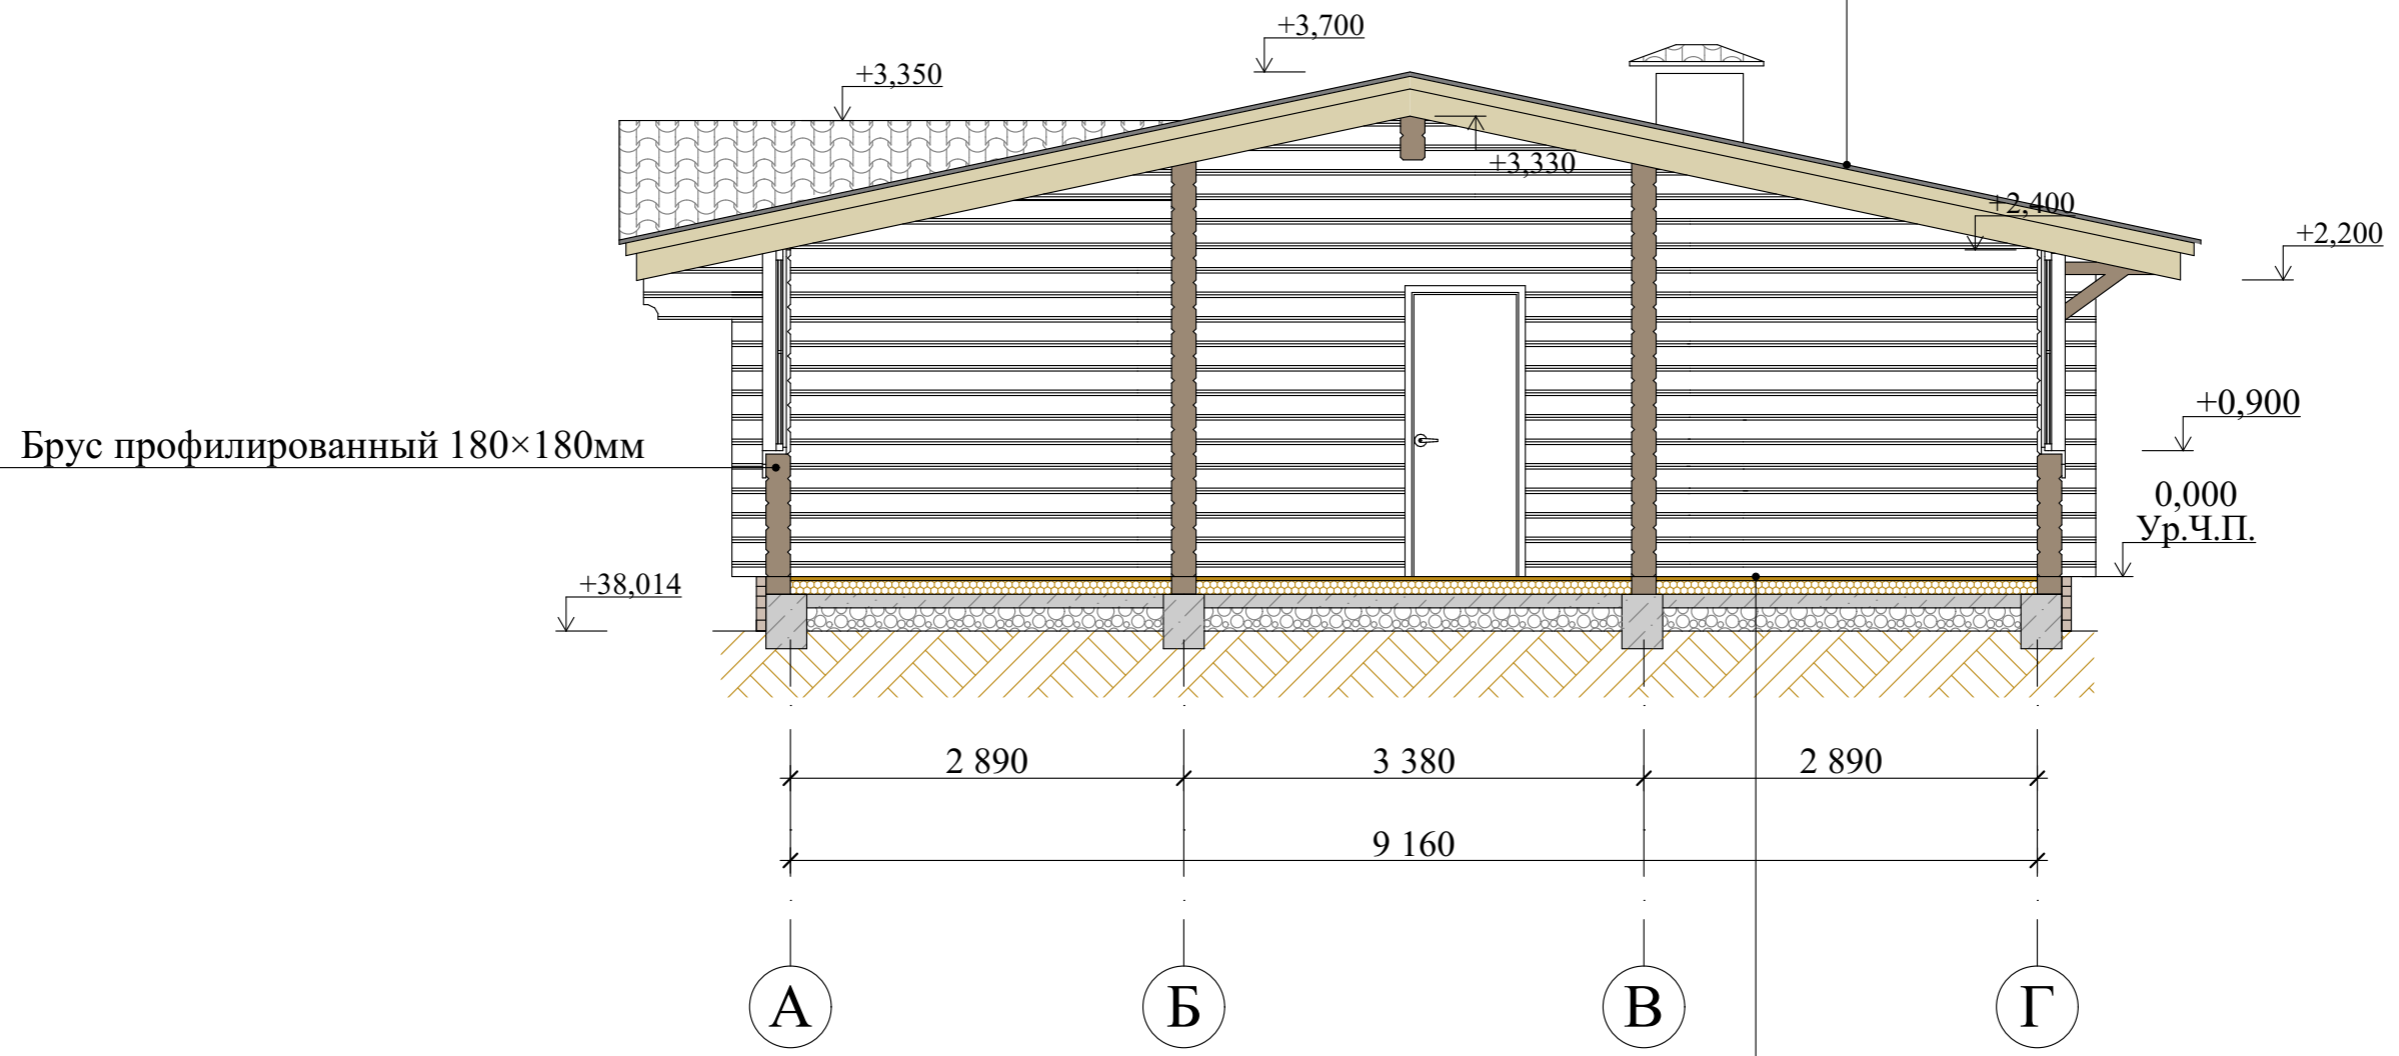 +3,700
+3,350
+3,330
+2,400
+2,200
+0,900
Брус профилированный 180×180мм
0,000
Ур.Ч.П.
+38,014
2 890
3 380
2 890
9 160
А
Б
В
Г